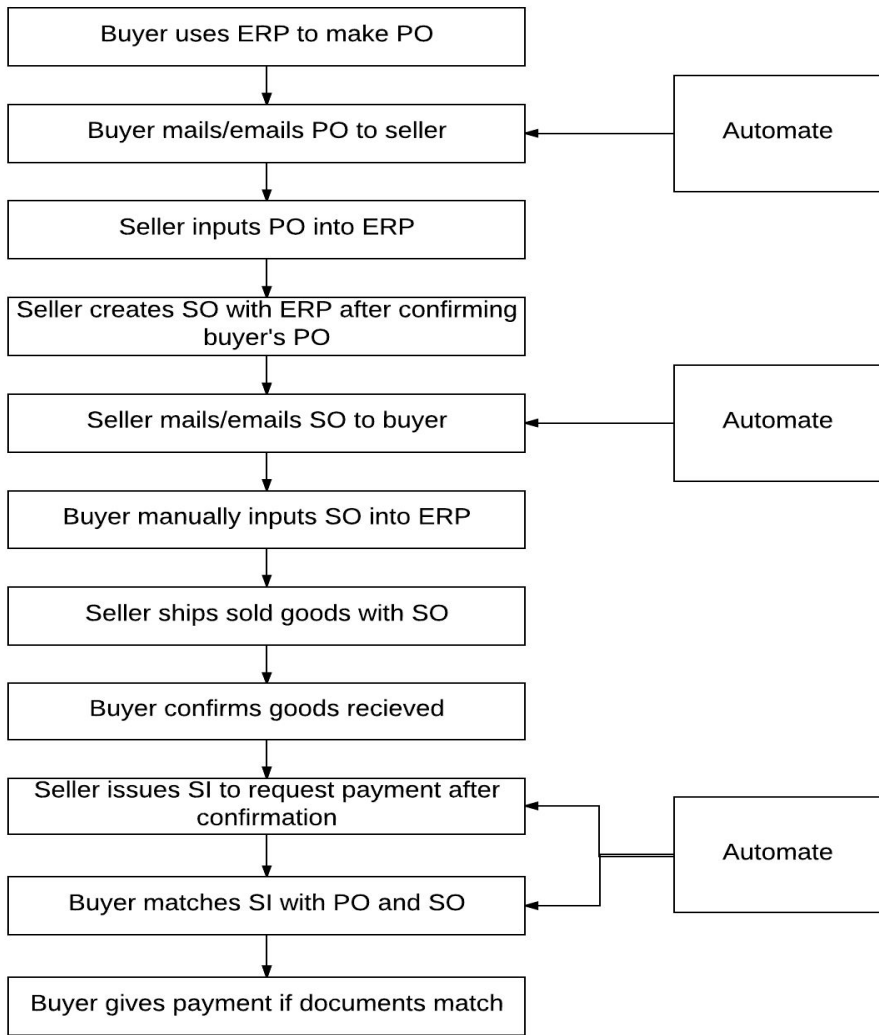 Buyer uses ERP to make PO
Buyer mails/emails PO to seller
Automate
Seller inputs PO into ERP
Seller creates SO with ERP after confirming
buyer's PO
Seller mails/emails SO to buyer
Automate
Buyer manually inputs SO into ERP
Seller ships sold goods with SO
Buyer confirms goods recieved
Seller issues SI to request payment after
confirmation
Automate
Buyer matches SI with PO and SO
Buyer gives payment if documents match